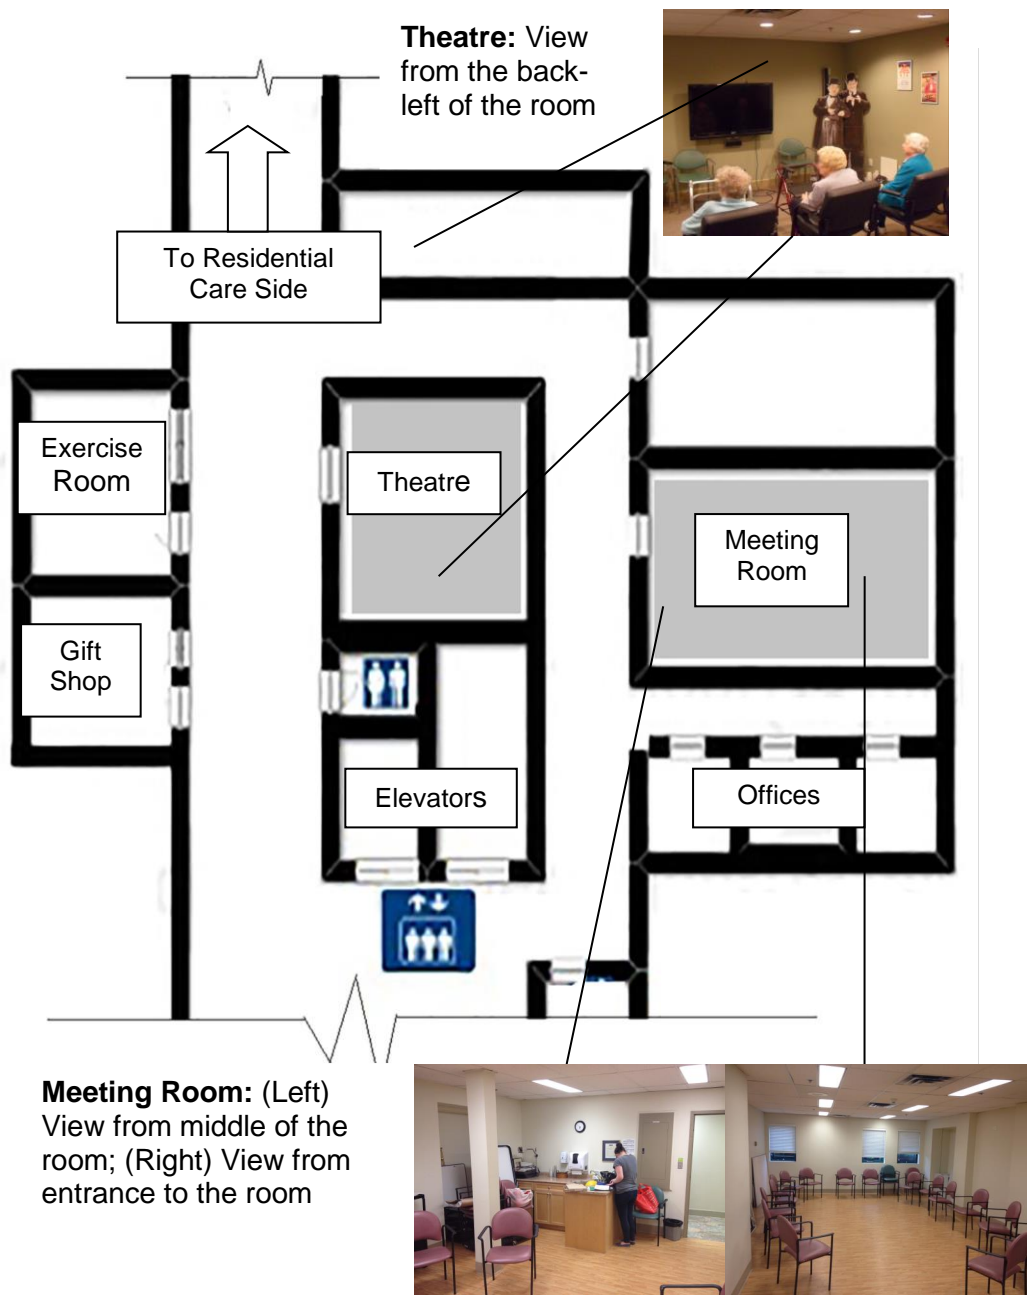 Theatre: View
from the back-
left of the room
To Residential
Care Side
Exercise
Room
Theatre
Meeting
Room
Gift
Shop
Elevators
Offices
Meeting Room: (Left)
View from middle of the
room; (Right) View from
entrance to the room